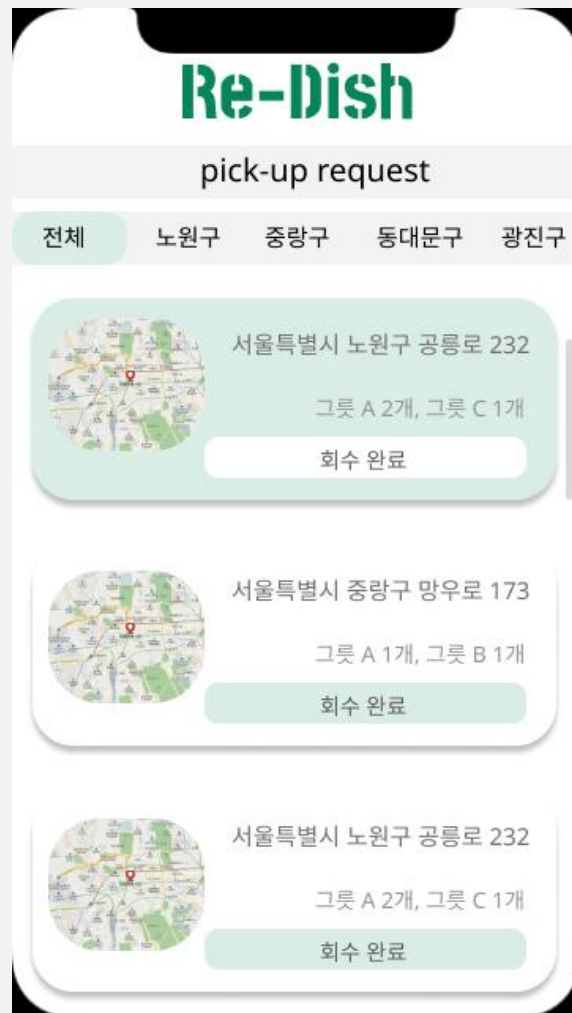 Re-Dish
pick-up request
전체 노원구 중랑구 동대문구 광진구
서울특별시 노원구 공릉로 232
그릇 A 2개, 그릇 C 1개
회수 완료
서울특별시 중랑구 망우로 173
그릇 A 1개, 그릇 B 1개
회수 완료
서울특별시 노원구 공릉로 232
그릇 A 2개, 그릇 C 1개
회수 완료